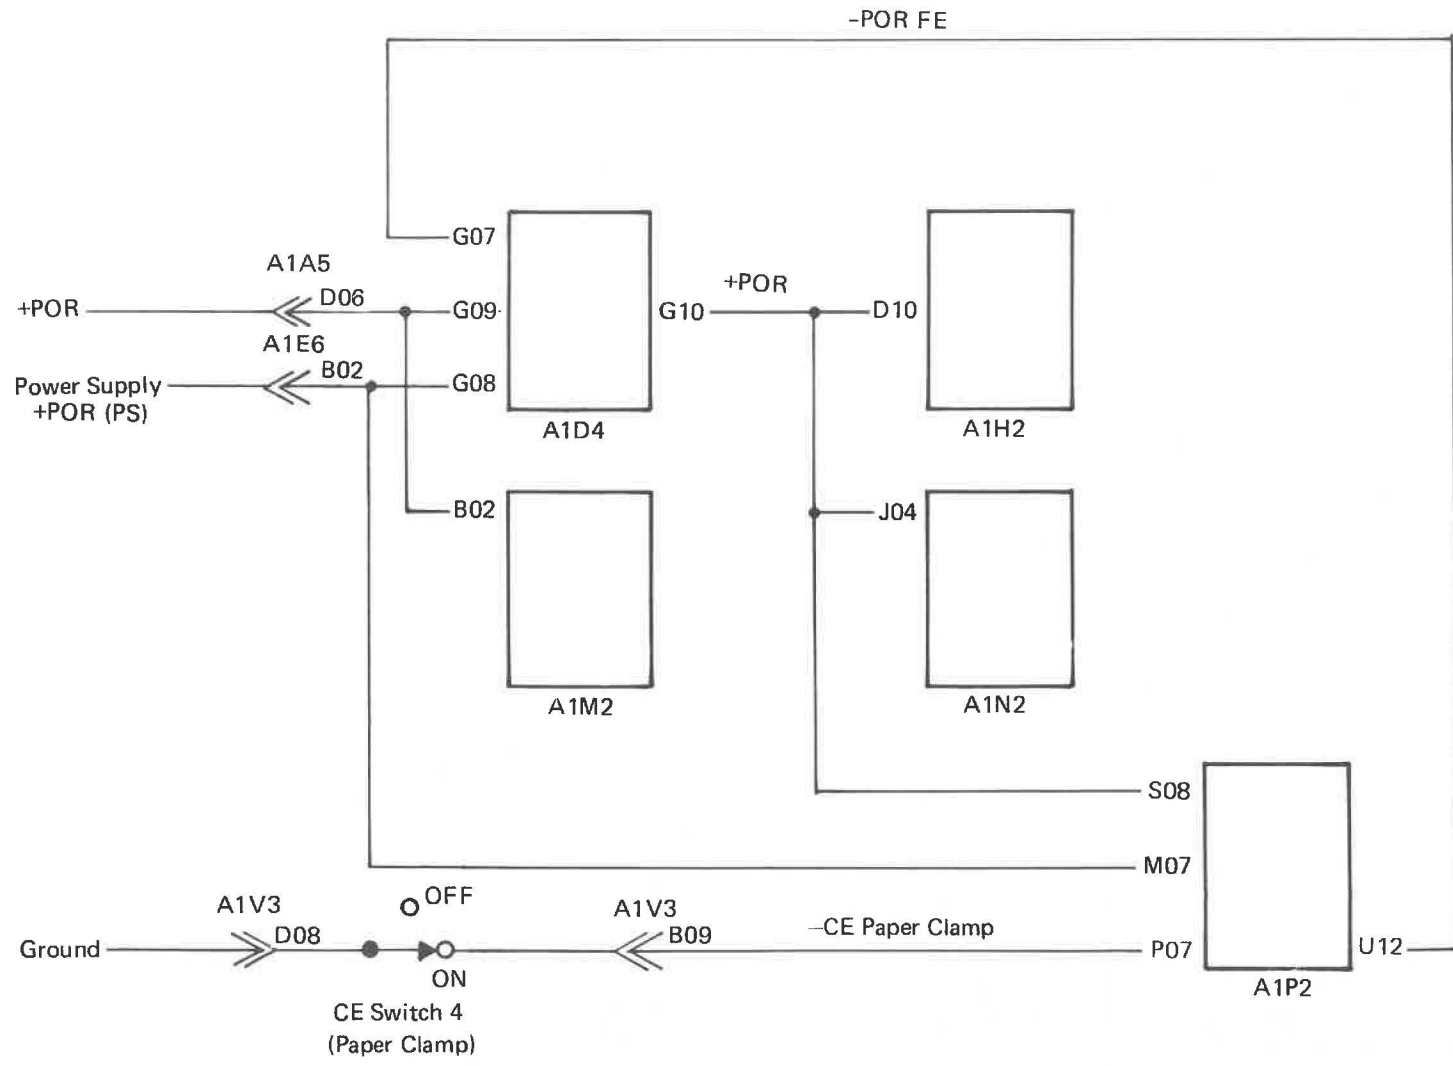 -POR FE
G07
A1A5
+POR
D06
G09
G10
+POR
D10
A1E6
Power Supply
+POR (PS)
B02
G08
A1D4
A1H2
B02
J04
A1M2
A1N2
S08
M07
OFF
A1V3
A1V3
Ground
D08
B09
-CE Paper Clamp
P07
U12
ON
A1P2
CE Switch 4
(Paper Clamp)